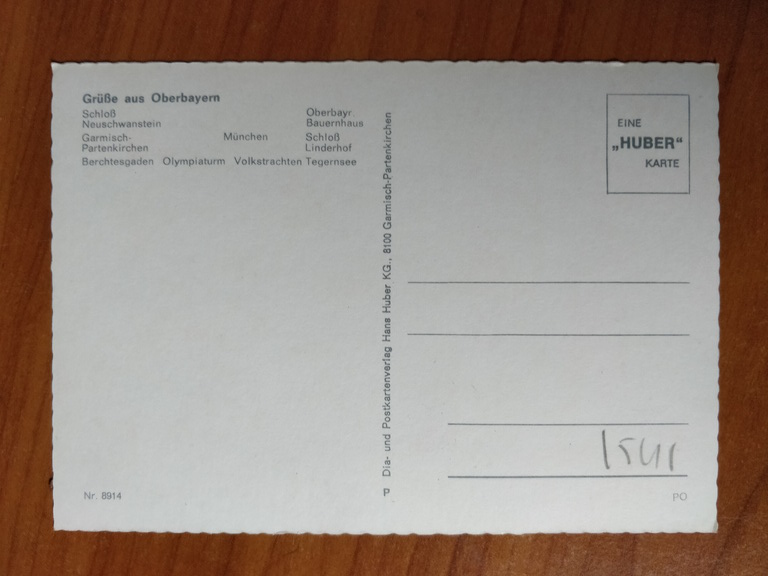 Grüße aus Oberbayern
Schloß
Neuschwanstein
Oberbayr.
Bauernhaus
Garmisch-
Partenkirchen
München
Schloß
Linderhof
Berchtesgaden Olympiaturm Volkstrachten Tegernsee
Nr. 8914
Dia- und Postkartenverlag Hans Huber KG., 8100 Garmisch-Partenkirchen
P
EINE
„HUBER“
KARTE
PO